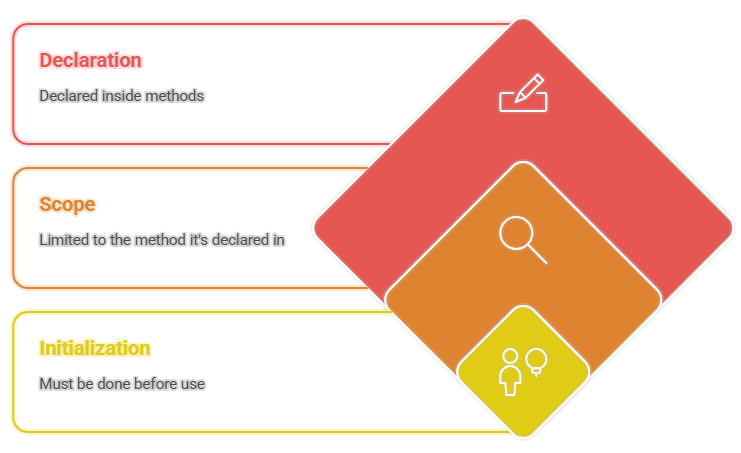 Declaration
Declared inside methods
Scope
Limited to the method it's declared in
Initialization
Must be done before use